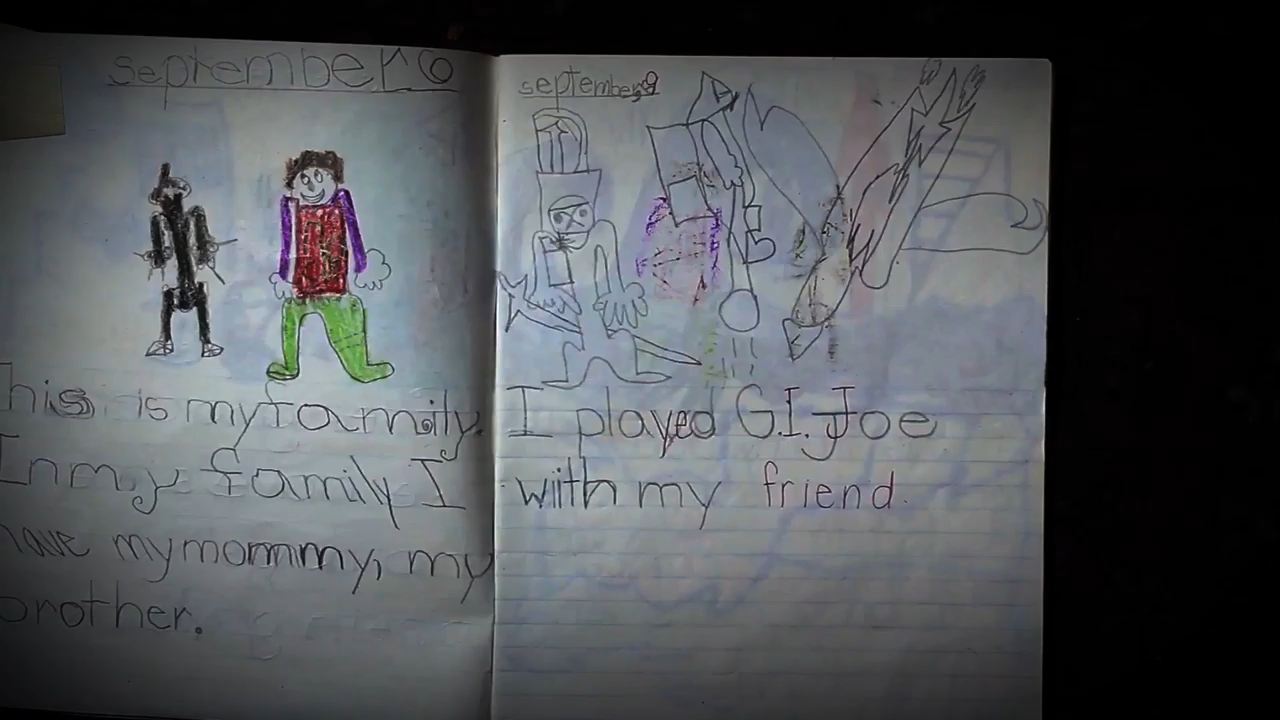 september 6
This is my family.
In my family I
have my mommy, my
brother.
september 9
I played G.I. Joe
wiith my friend.